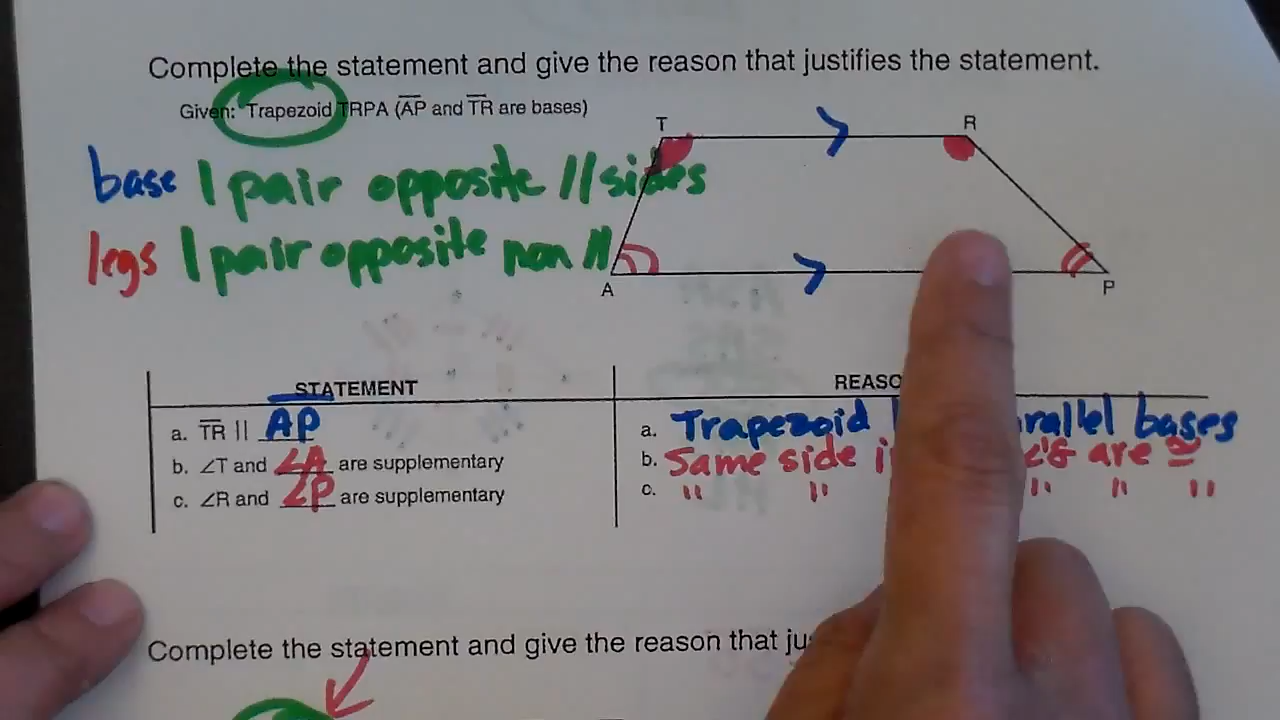 Complete the statement and give the reason that justifies the statement.
Given: Trapezoid TRPA (AP and TR are bases)
T R
base 1 pair opposite // sides
legs 1 pair opposite non //
A P
STATEMENT REASO
a. TR || AP a. Trapezoid rallel bases
b. ∠T and ∠A are supplementary b. Same side i ∠'s are ≅
c. ∠R and ∠P are supplementary c. " " " " "
Complete the statement and give the reason that ju